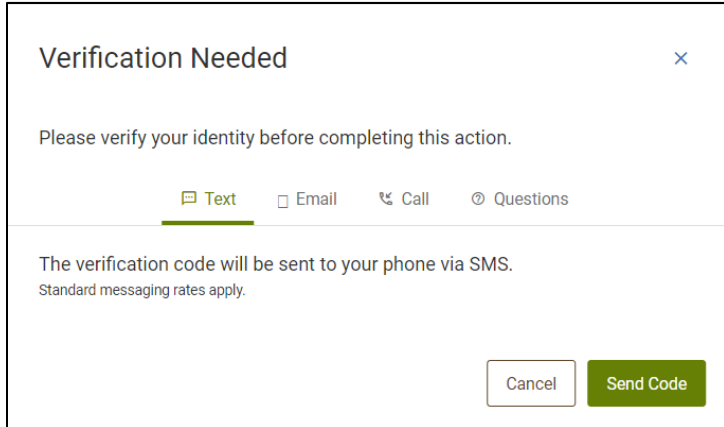 Verification Needed
Please verify your identity before completing this action.
Text Email Call Questions
The verification code will be sent to your phone via SMS.
Standard messaging rates apply.
Cancel Send Code